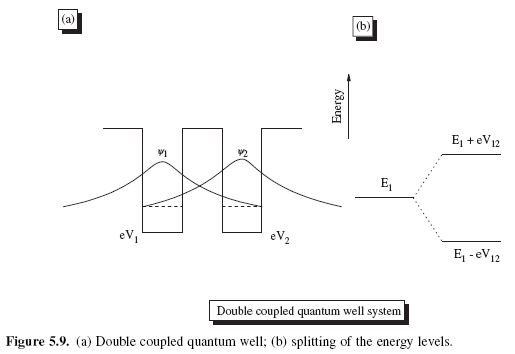 (a)
(b)
Energy
ψ1
ψ2
E1 + eV12
E1
eV1
eV2
E1 - eV12
Double coupled quantum well system
Figure 5.9. (a) Double coupled quantum well; (b) splitting of the energy levels.